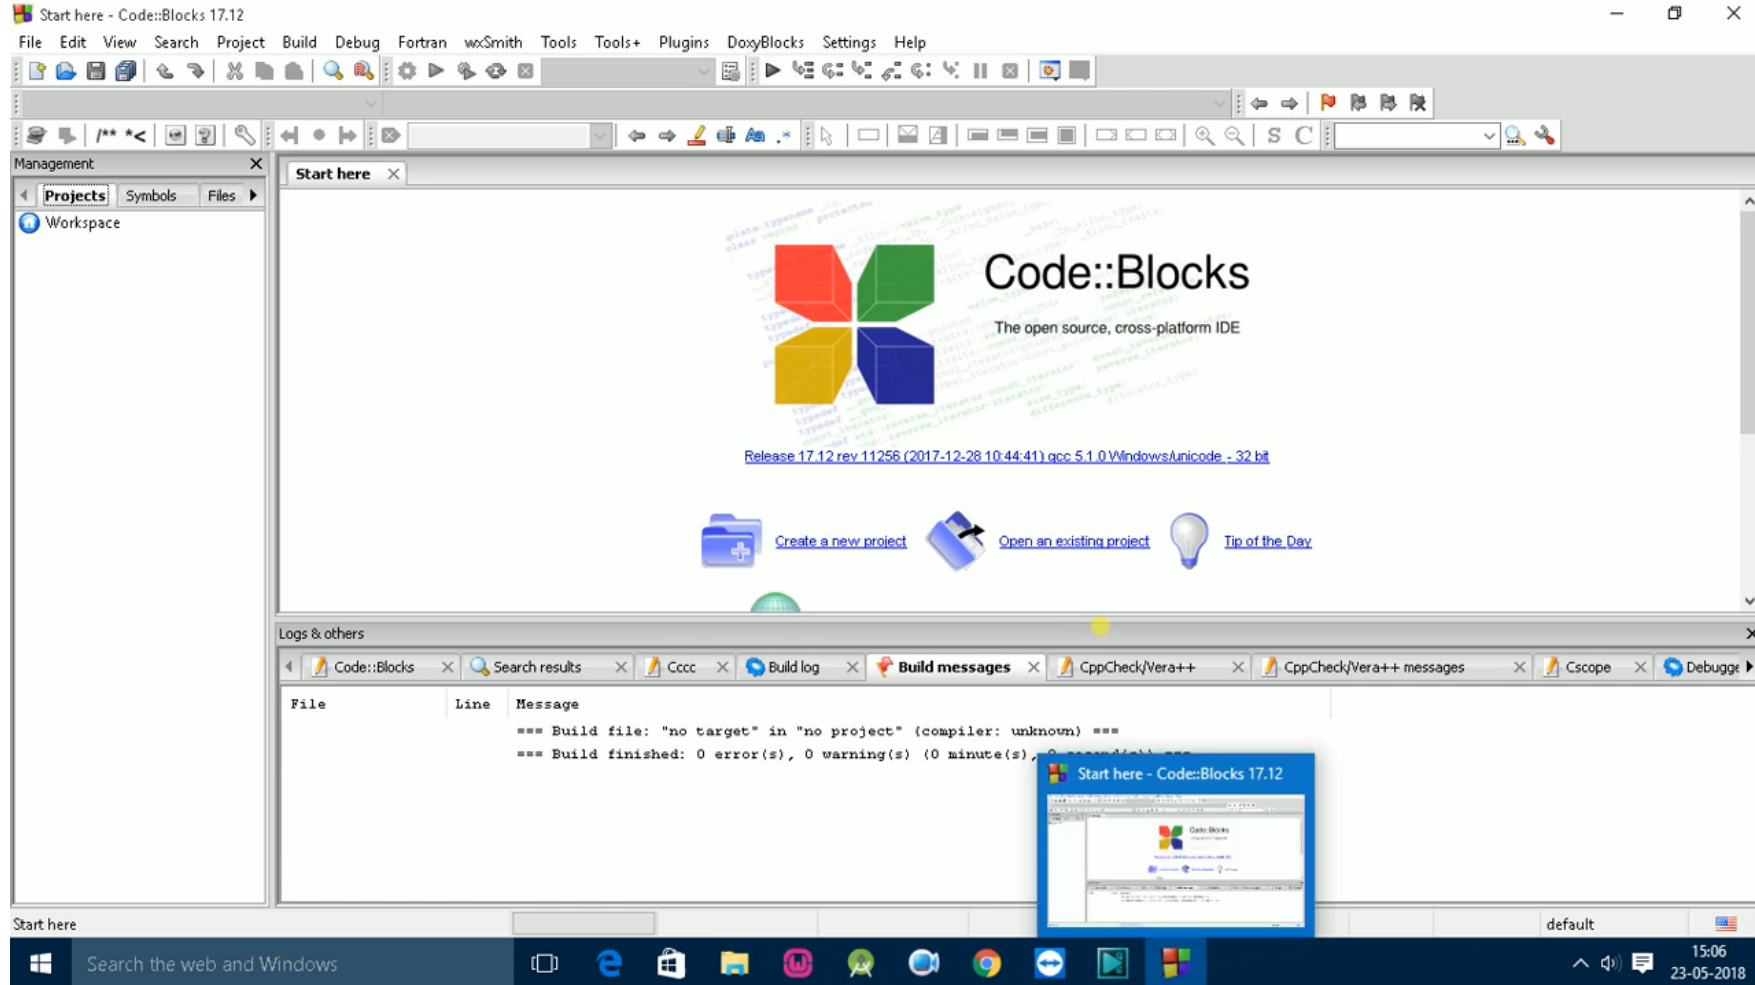 Start here - Code::Blocks 17.12
File Edit View Search Project Build Debug Fortran wxSmith Tools Tools+ Plugins DoxyBlocks Settings Help
/** *<
S C
Management
Projects Symbols Files
Workspace
Start here
Code::Blocks
The open source, cross-platform IDE
Release 17.12 rev 11256 (2017-12-28 10:44:41) gcc 5.1.0 Windows/unicode - 32 bit
Create a new project Open an existing project Tip of the Day
Logs & others
Code::Blocks Search results Cccc Build log Build messages CppCheck/Vera++ CppCheck/Vera++ messages Cscope Debugge
File Line Message
=== Build file: "no target" in "no project" (compiler: unknown) ===
=== Build finished: 0 error(s), 0 warning(s) (0 minute(s),
Start here - Code::Blocks 17.12
Code::Blocks
Start here
default
Search the web and Windows
15:06
23-05-2018